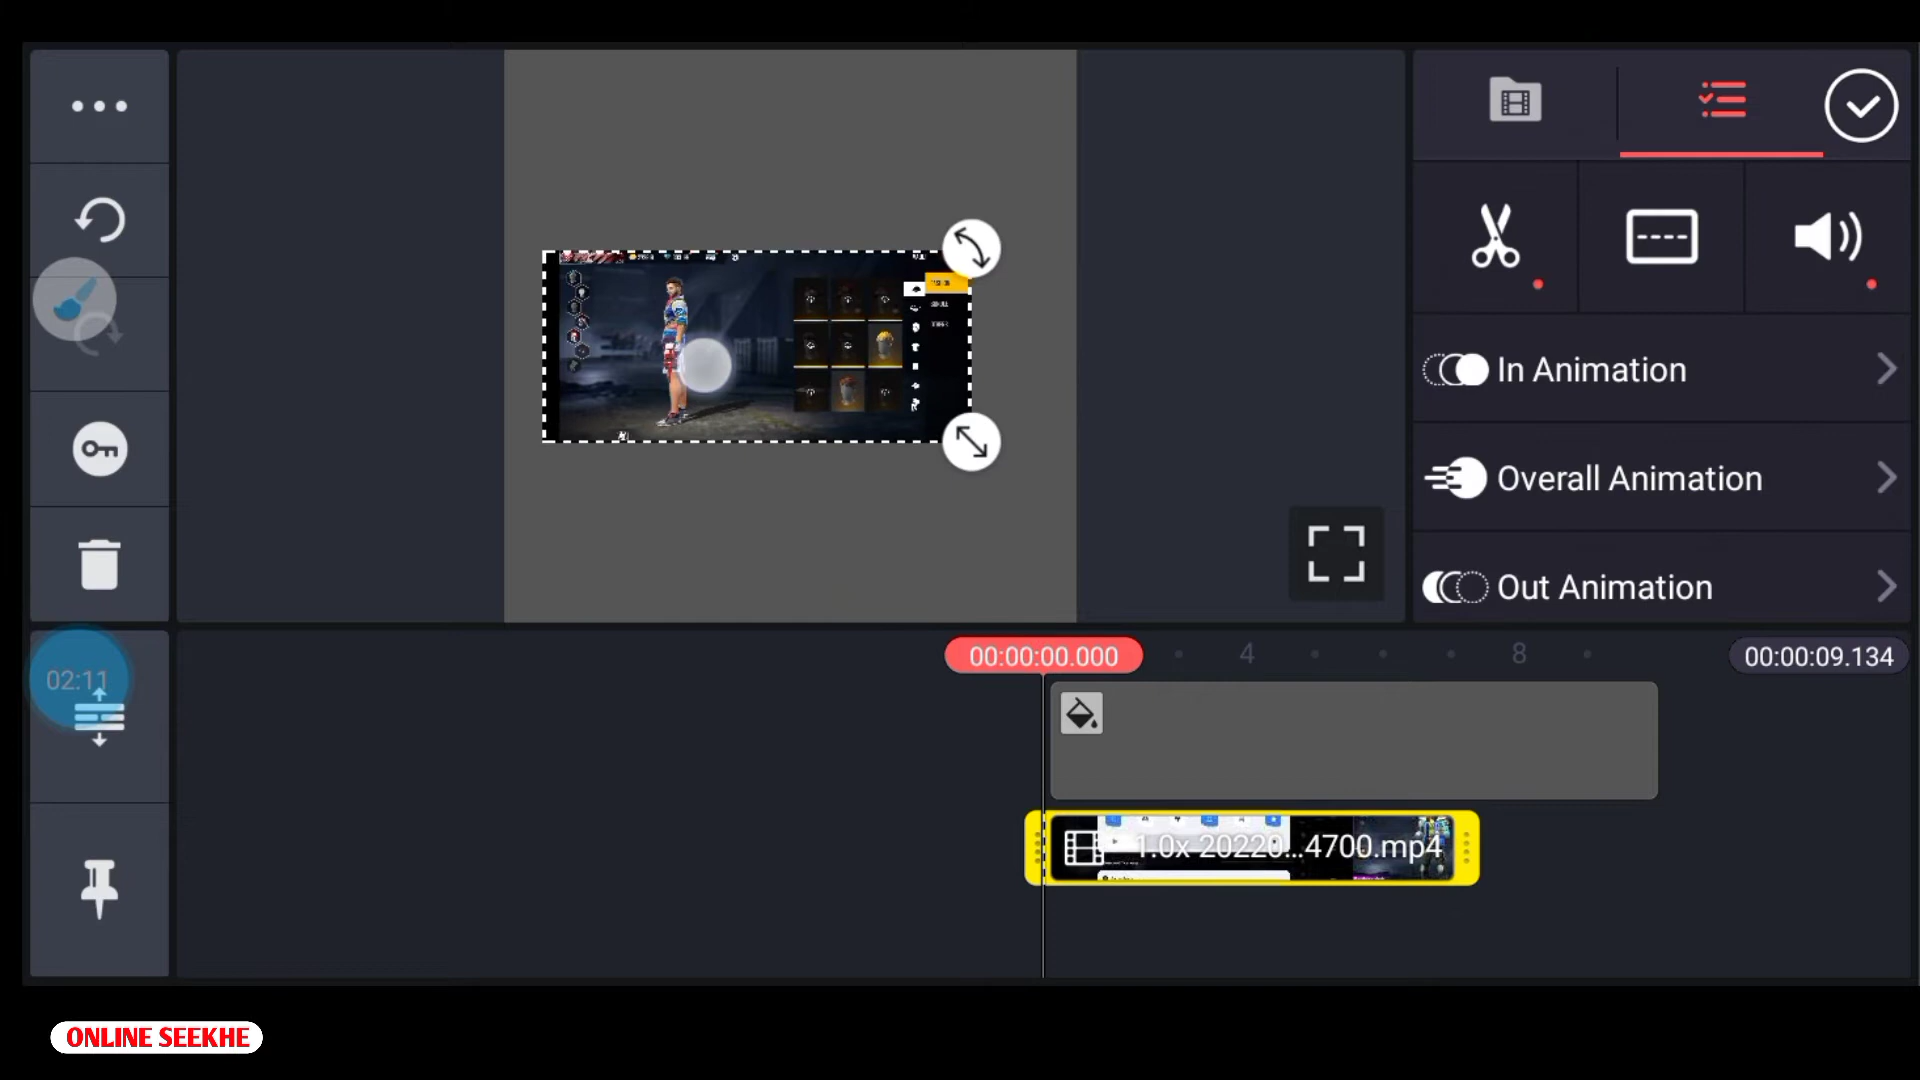 In Animation
Overall Animation
Out Animation
02:11
00:00:00.000
4
8
00:00:09.134
1.0x 20220...4700.mp4
ONLINE SEEKHE